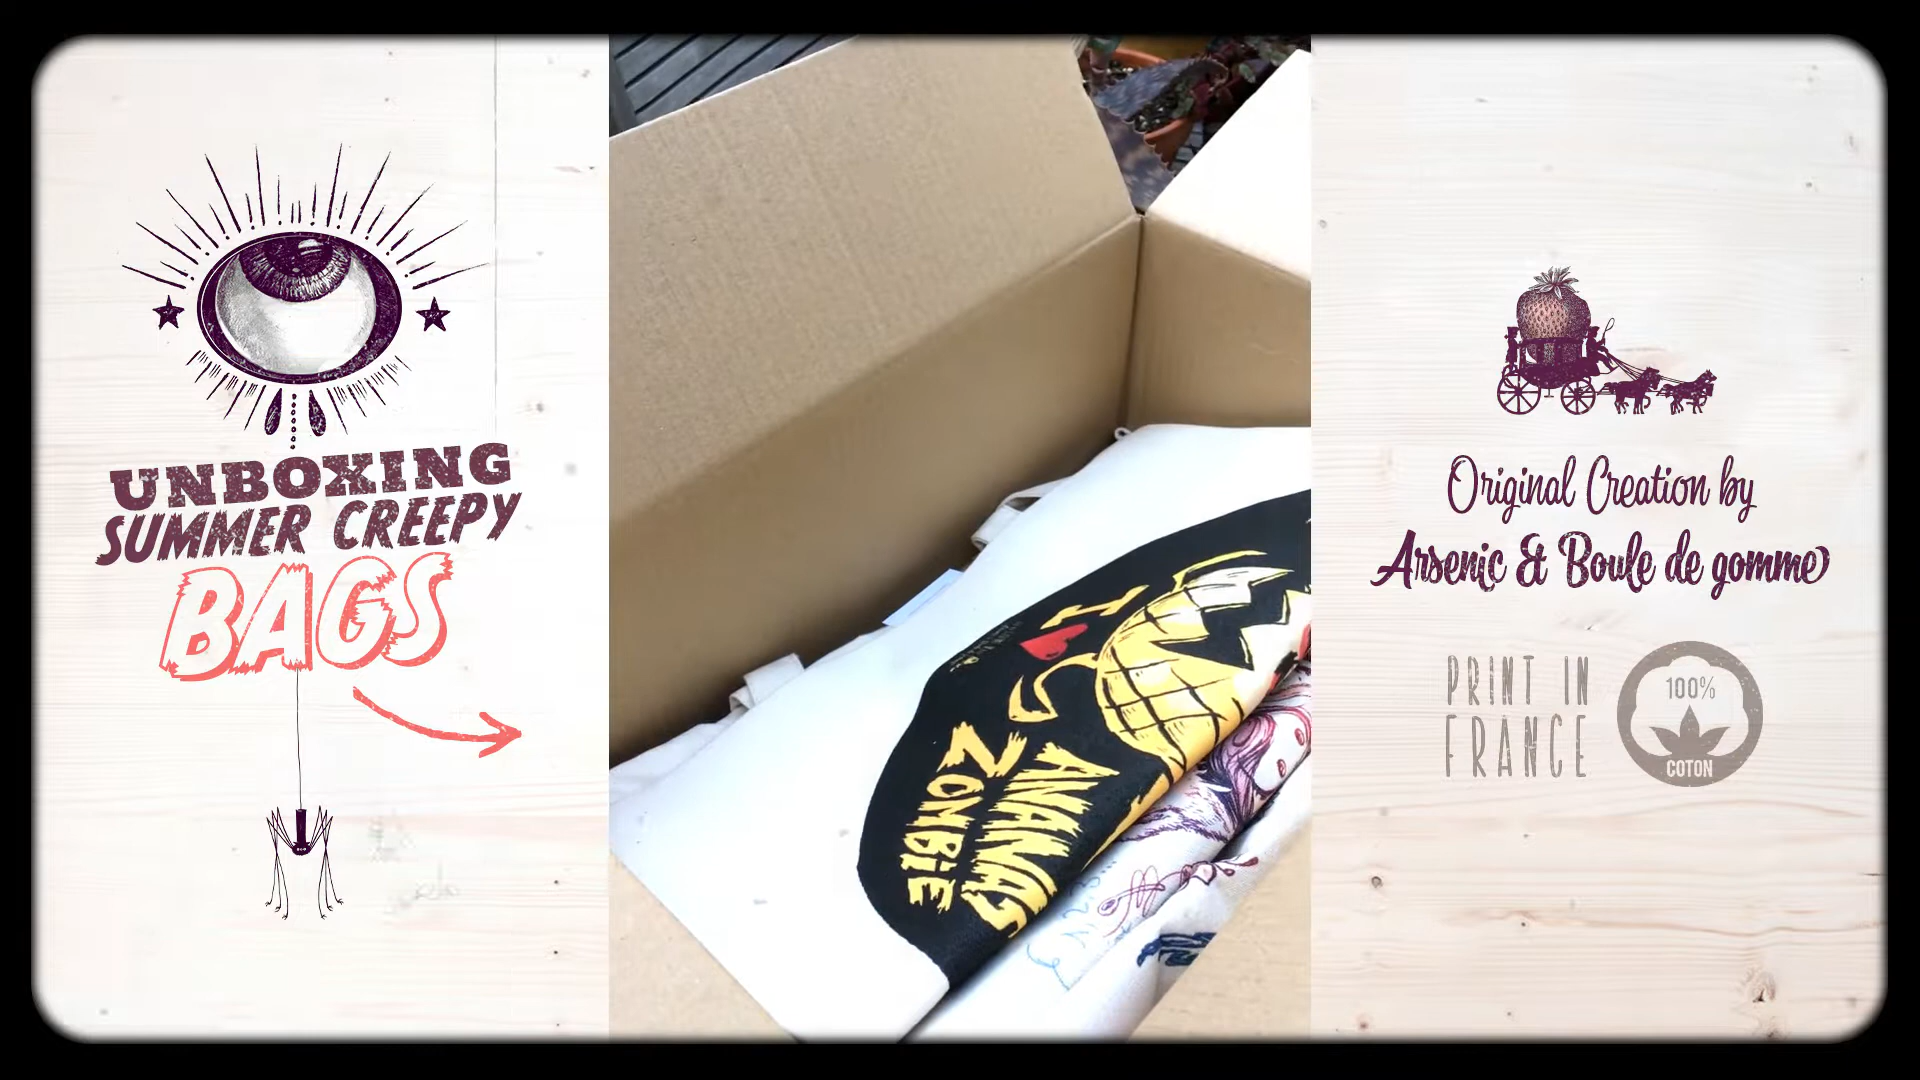 UNBOXING
SUMMER CREEPY
BAGS
I
ANANAS
ZOMBIE
Original Creation by
Arsenic & Boule de gomme
PRINT IN
FRANCE
100%
COTON